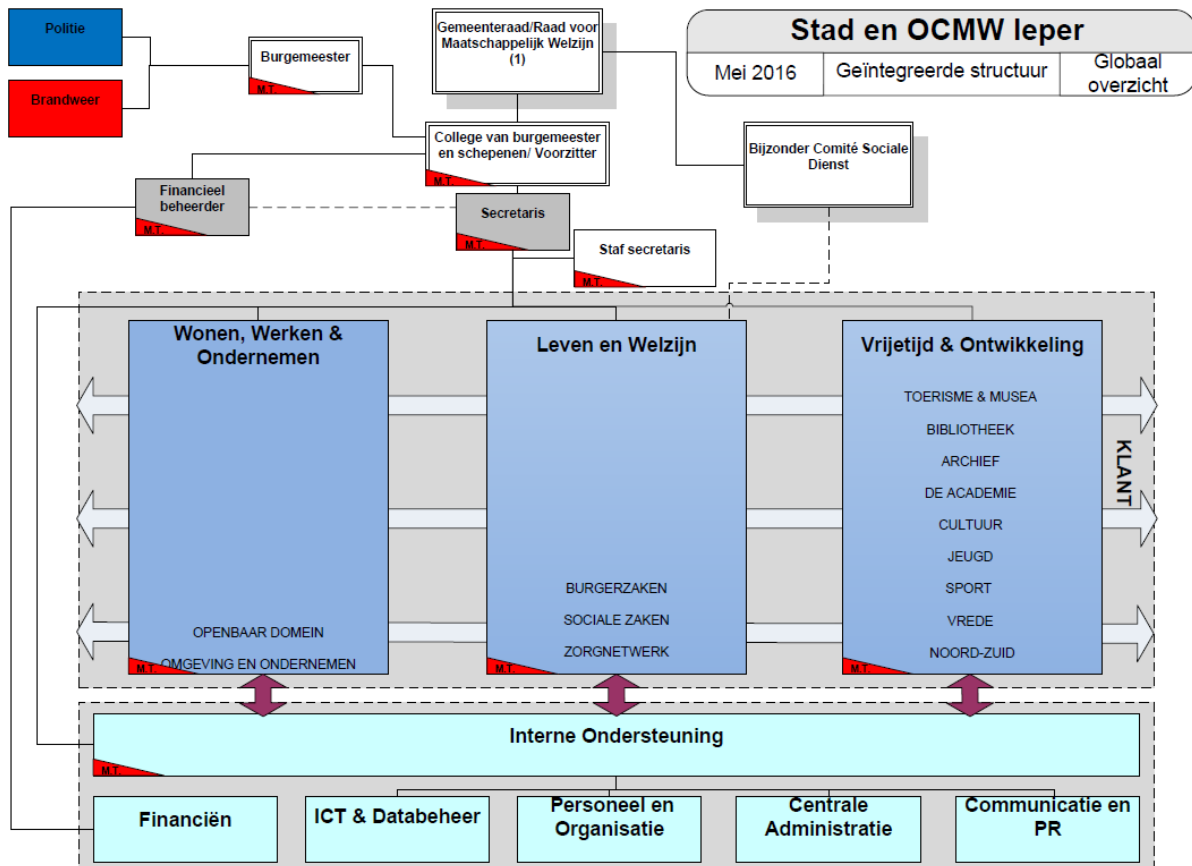 Politie
Brandweer
Burgemeester
M.T.
Gemeenteraad/Raad voor
Maatschappelijk Welzijn
(1)
Stad en OCMW Ieper
Mei 2016
Geïntegreerde structuur
Globaal
overzicht
College van burgemeester
en schepenen/ Voorzitter
M.T.
Bijzonder Comité Sociale
Dienst
Financieel
beheerder
M.T.
Secretaris
M.T.
Staf secretaris
M.T.
Wonen, Werken &
Ondernemen
OPENBAAR DOMEIN
OMGEVING EN ONDERNEMEN
M.T.
Leven en Welzijn
BURGERZAKEN
SOCIALE ZAKEN
ZORGNETWERK
M.T.
Vrijetijd & Ontwikkeling
TOERISME & MUSEA
BIBLIOTHEEK
ARCHIEF
DE ACADEMIE
CULTUUR
JEUGD
SPORT
VREDE
NOORD-ZUID
M.T.
KLANT
Interne Ondersteuning
M.T.
Financiën
ICT & Databeheer
Personeel en
Organisatie
Centrale
Administratie
Communicatie en
PR